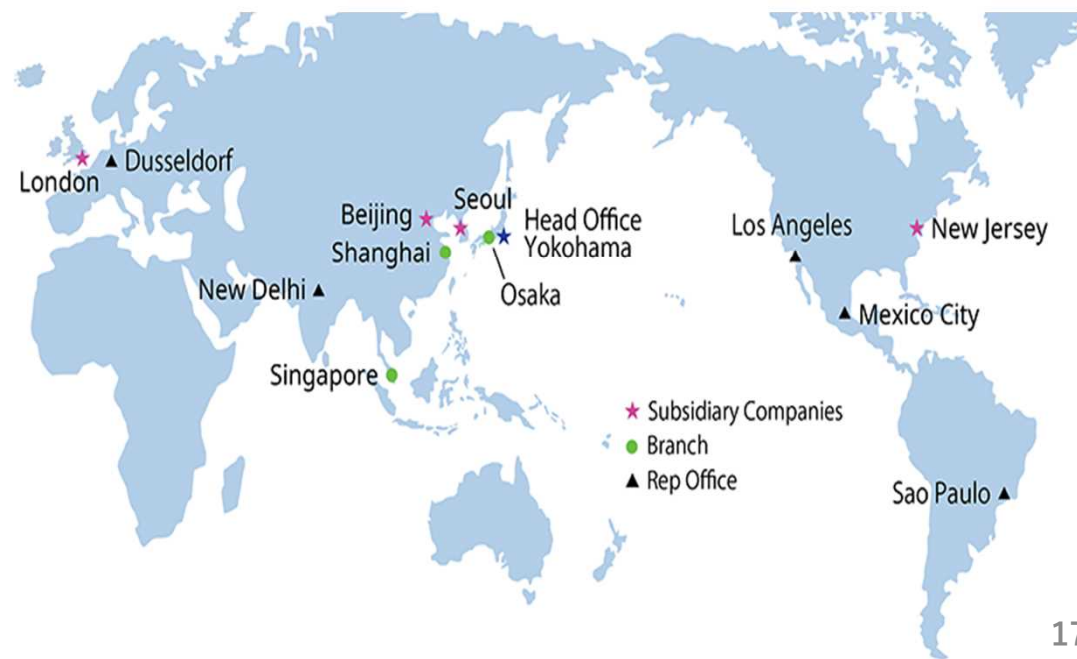 London
Dusseldorf
Beijing
Seoul
Shanghai
Head Office
Yokohama
Osaka
New Delhi
Singapore
Los Angeles
New Jersey
Mexico City
Sao Paulo
Subsidiary Companies
Branch
Rep Office
17